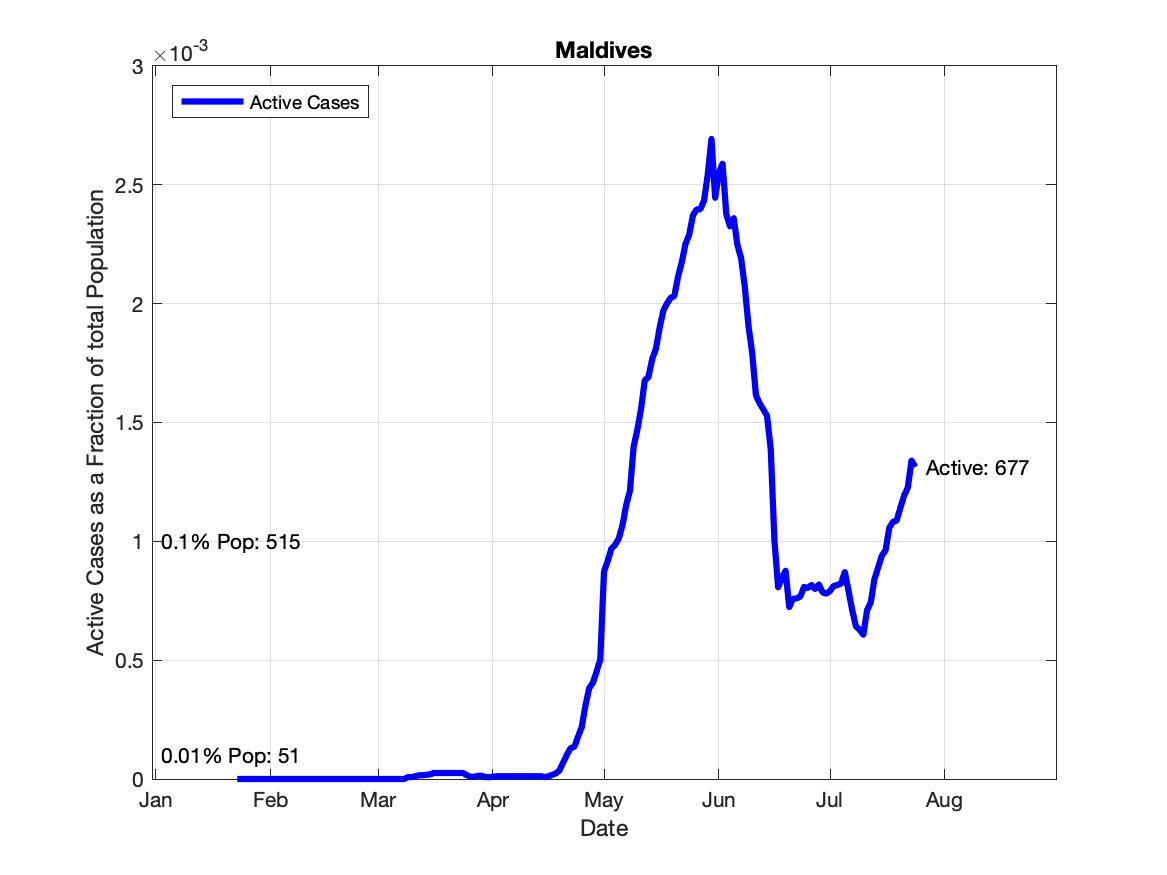 Maldives
×10⁻³
Active Cases
3
2.5
2
1.5
1
0.5
0
Active Cases as a Fraction of total Population
Active: 677
0.1% Pop: 515
0.01% Pop: 51
Jan Feb Mar Apr May Jun Jul Aug
Date